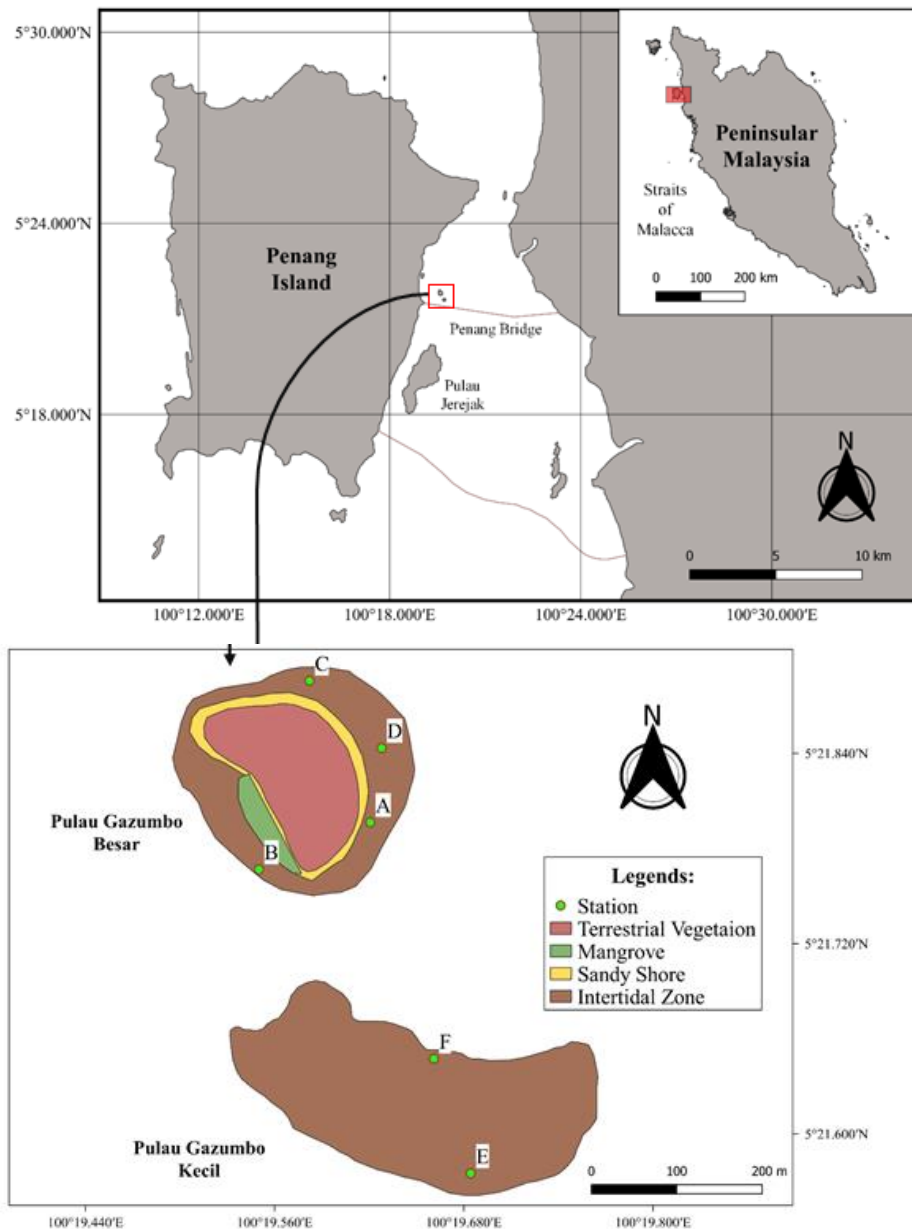 5°30.000'N
5°24.000'N
5°18.000'N
Penang
Island
Penang Bridge
Pulau
Jerejak
Peninsular
Malaysia
Straits
of
Malacca
0 100 200 km
N
0 5 10 km
100°12.000'E 100°18.000'E 100°24.000'E 100°30.000'E
C
D
A
B
Pulau Gazumbo
Besar
N
5°21.840'N
Legends:
Station
Terrestrial Vegetaion
Mangrove
Sandy Shore
Intertidal Zone
5°21.720'N
F
E
Pulau Gazumbo
Kecil
5°21.600'N
0 100 200 m
100°19.440'E 100°19.560'E 100°19.680'E 100°19.800'E